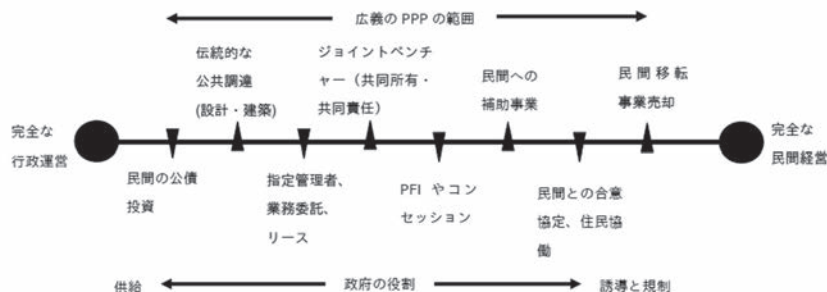 広義の PPP の範囲
伝統的な
公共調達
(設計・建築)
ジョイントベンチ
ャー（共同所有・
共同責任）
民間への
補助事業
民 間 移 転
事業売却
完全な
行政運営
完全な
民間経営
民間の公債
投資
指定管理者、
業務委託、
リース
PFI やコン
セッション
民間との合意
協定、住民協
働
供給
政府の役割
誘導と規制